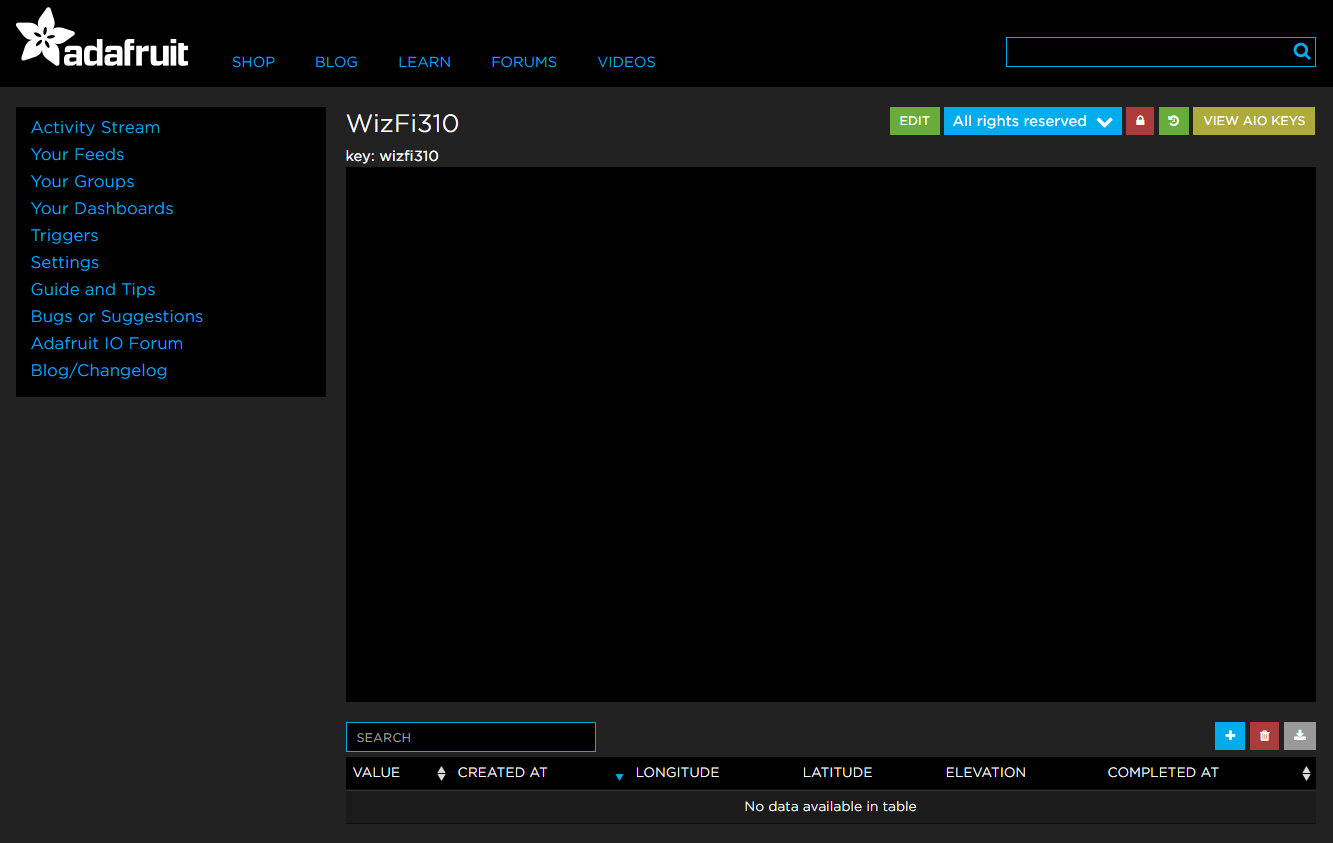 adafruit
SHOP BLOG LEARN FORUMS VIDEOS
Activity Stream
Your Feeds
Your Groups
Your Dashboards
Triggers
Settings
Guide and Tips
Bugs or Suggestions
Adafruit IO Forum
Blog/Changelog
WizFi310
EDIT All rights reserved VIEW AIO KEYS
key: wizfi310
SEARCH
VALUE CREATED AT LONGITUDE LATITUDE ELEVATION COMPLETED AT
No data available in table